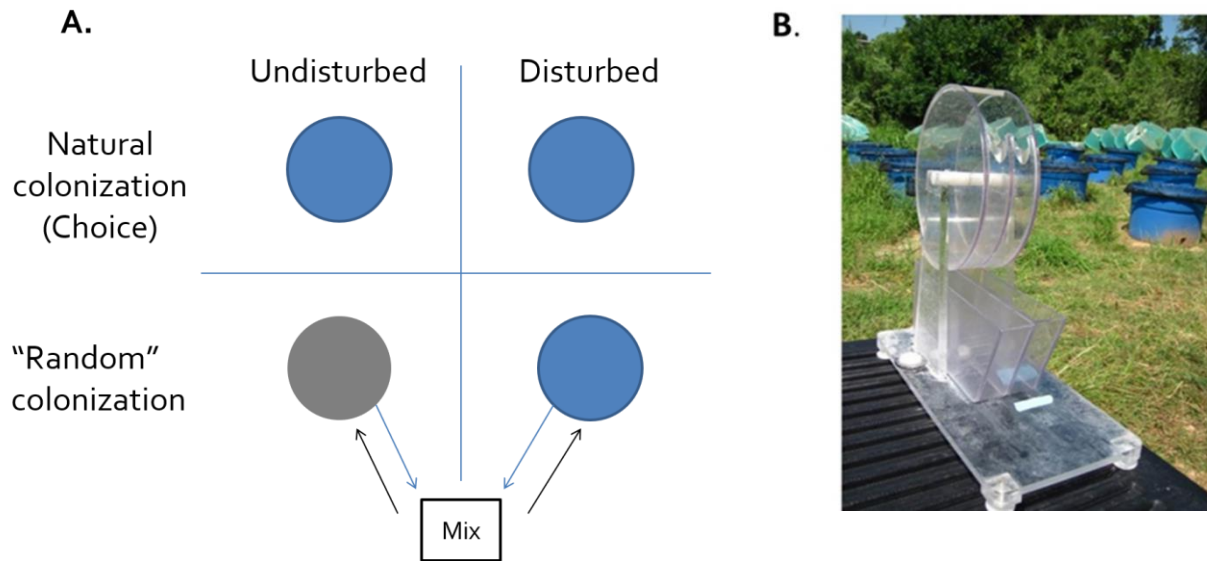 A.
B.
Undisturbed
Disturbed
Natural
colonization
(Choice)
“Random”
colonization
Mix